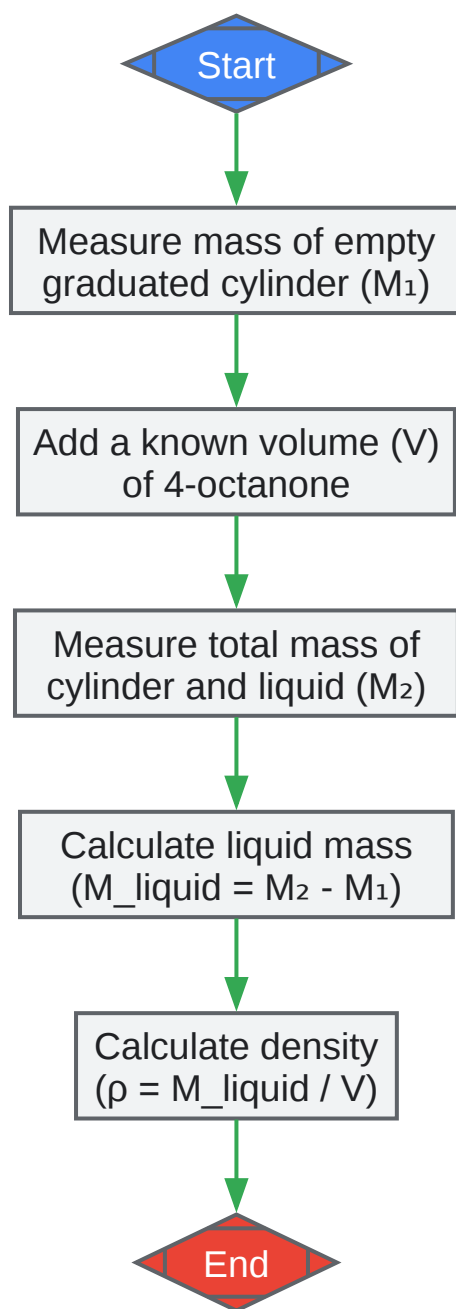 Start
Measure mass of empty
graduated cylinder (M₁)
Add a known volume (V)
of 4-octanone
Measure total mass of
cylinder and liquid (M₂)
Calculate liquid mass
(M_liquid = M₂ - M₁)
Calculate density
(ρ = M_liquid / V)
End